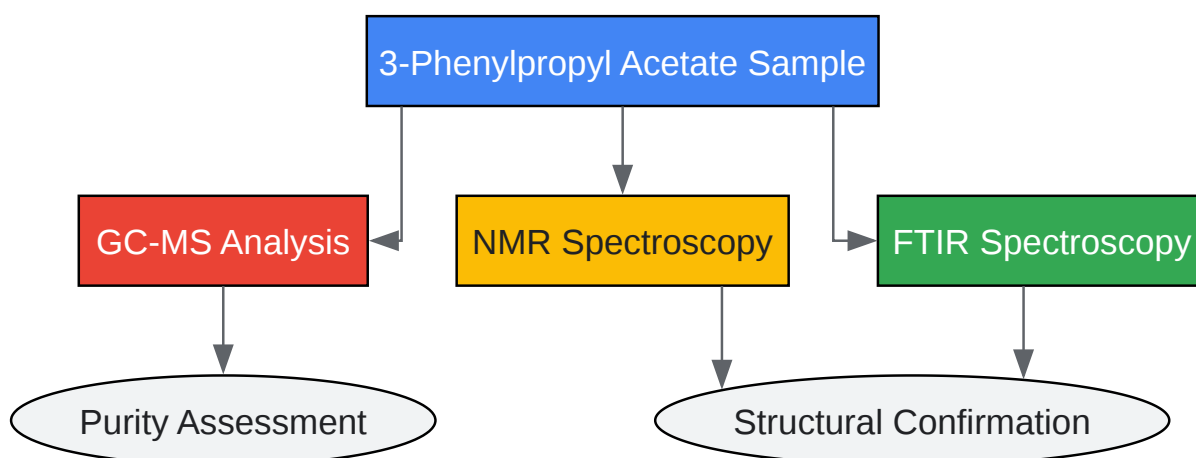 3-Phenylpropyl Acetate Sample
GC-MS Analysis
NMR Spectroscopy
FTIR Spectroscopy
Purity Assessment
Structural Confirmation